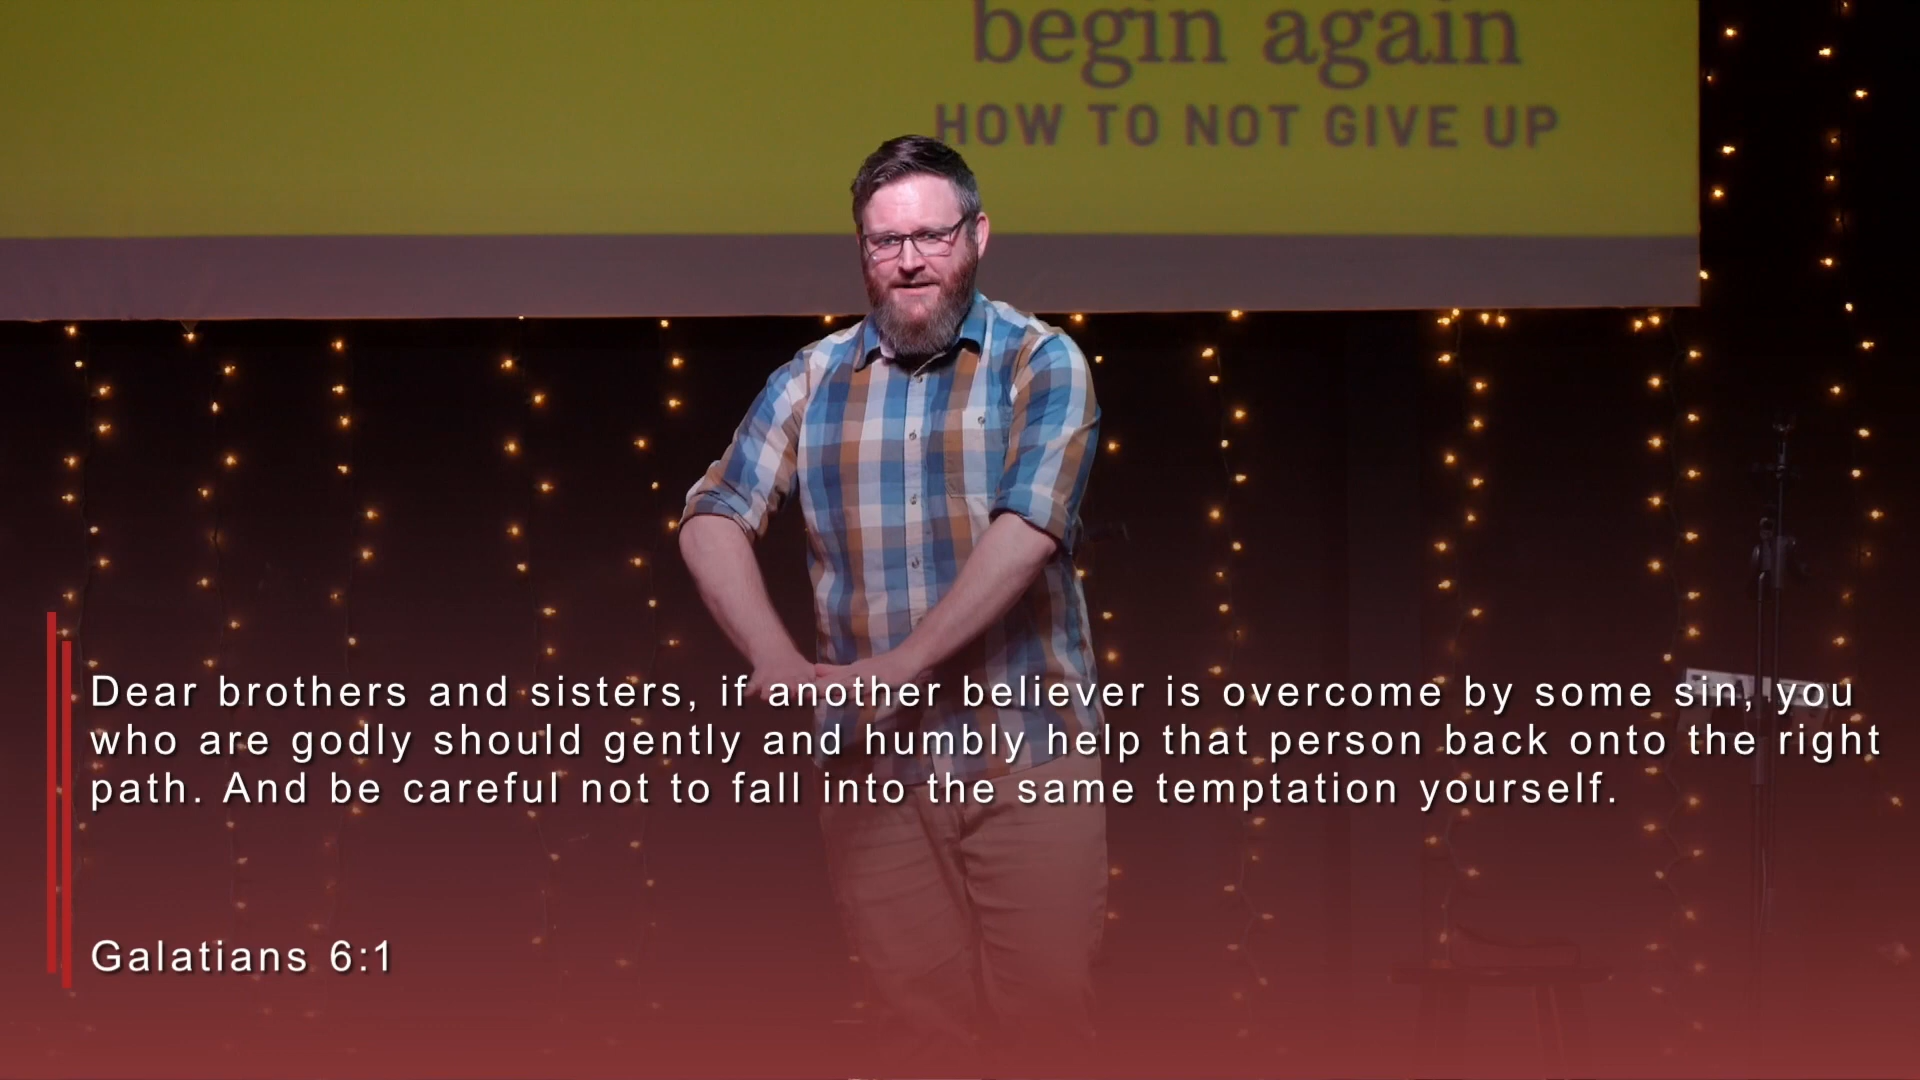 begin again
HOW TO NOT GIVE UP
Dear brothers and sisters, if another believer is overcome by some sin, you
who are godly should gently and humbly help that person back onto the right
path. And be careful not to fall into the same temptation yourself.
Galatians 6:1